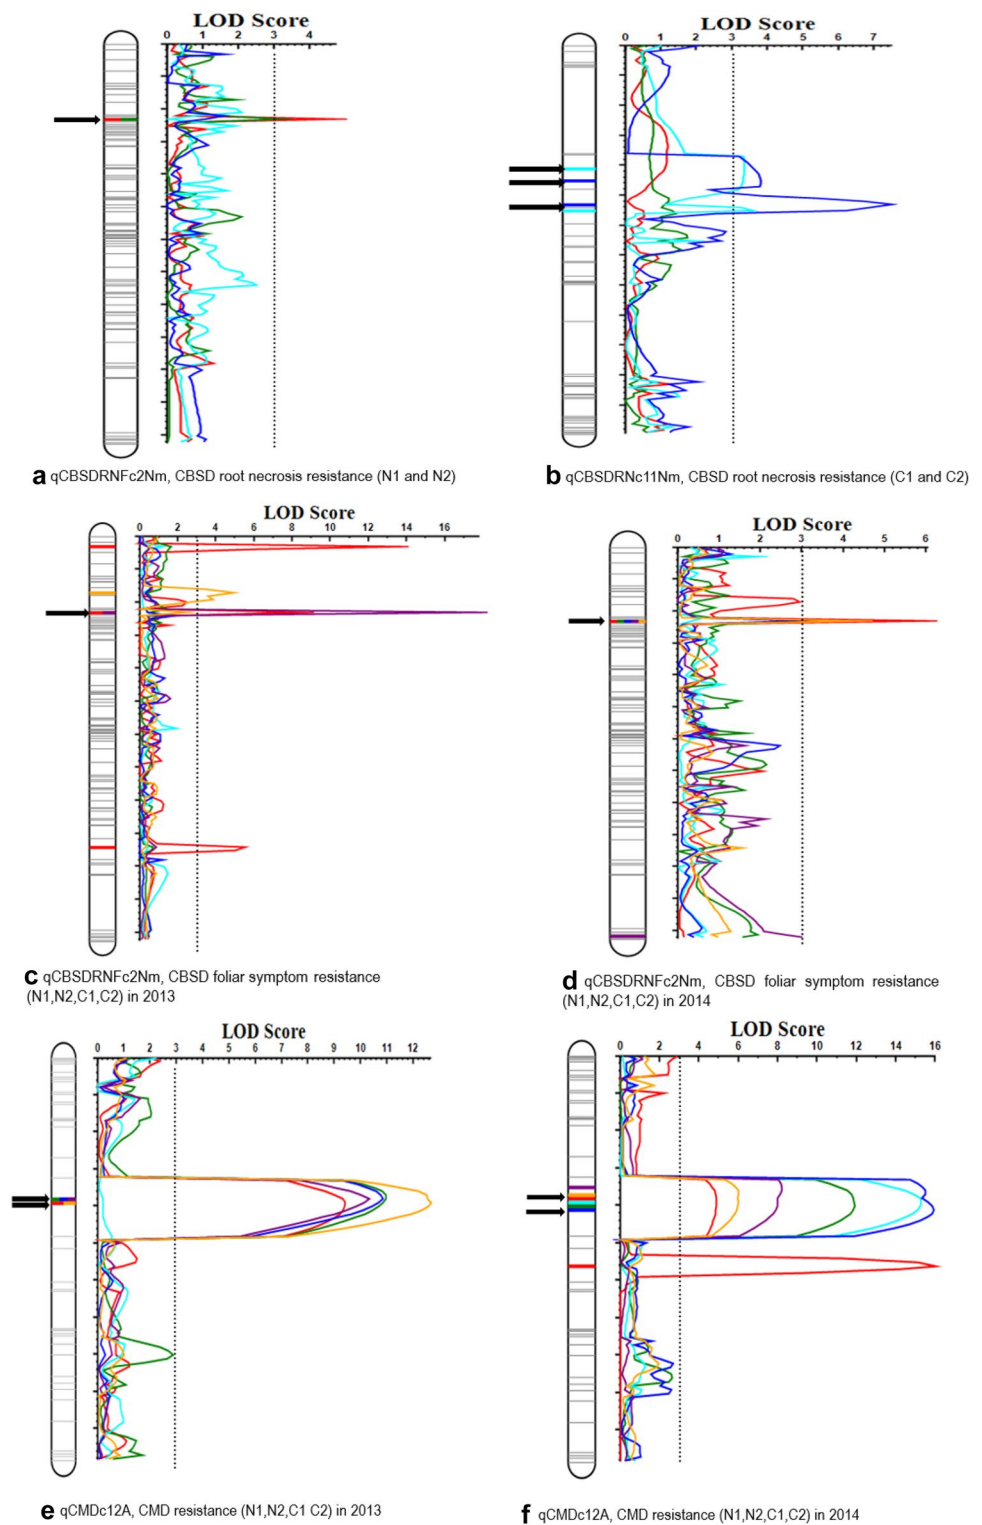 LOD Score
0 1 2 3 4
LOD Score
0 1 2 3 4 5 6 7
a qCBSDRNFc2Nm, CBSD root necrosis resistance (N1 and N2)
b qCBSDRNc11Nm, CBSD root necrosis resistance (C1 and C2)
LOD Score
0 2 4 6 8 10 12 14 16
LOD Score
0 1 2 3 4 5 6
c qCBSDRNFc2Nm, CBSD foliar symptom resistance
(N1,N2,C1,C2) in 2013
d qCBSDRNFc2Nm, CBSD foliar symptom resistance
(N1,N2,C1,C2) in 2014
LOD Score
0 1 2 3 4 5 6 7 8 9 10 11 12
LOD Score
0 2 4 6 8 10 12 14 16
e qCMDc12A, CMD resistance (N1,N2,C1 C2) in 2013
f qCMDc12A, CMD resistance (N1,N2,C1,C2) in 2014